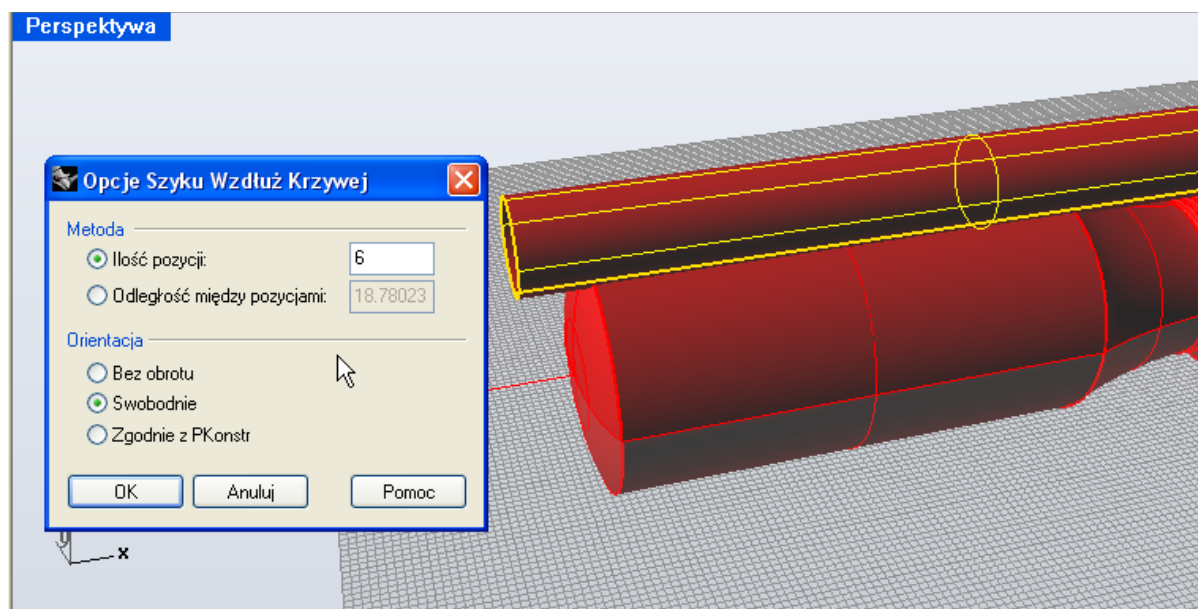 Perspektywa
Opcje Szyku Wzdłuż Krzywej
Metoda
Ilość pozycji: 6
Odległość między pozycjami: 18.78023
Orientacja
Bez obrotu
Swobodnie
Zgodnie z PKonstr
OK Anuluj Pomoc
y
x